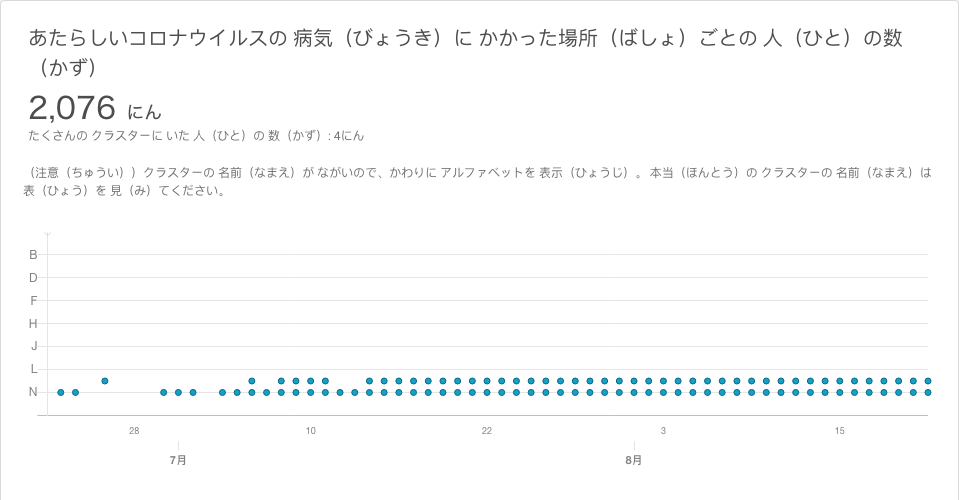 あたらしいコロナウイルスの 病気（びょうき）に かかった場所（ばしょ）ごとの 人（ひと）の数
（かず）
2,076 にん
たくさんの クラスターに いた 人（ひと）の 数（かず）: 4にん
（注意（ちゅうい））クラスターの 名前（なまえ）が ながいので、かわりに アルファベットを 表示（ひょうじ）。 本当（ほんとう）の クラスターの 名前（なまえ）は
表（ひょう）を 見（み）てください。
B
D
F
H
J
L
N
28 10 22 3 15
7月 8月